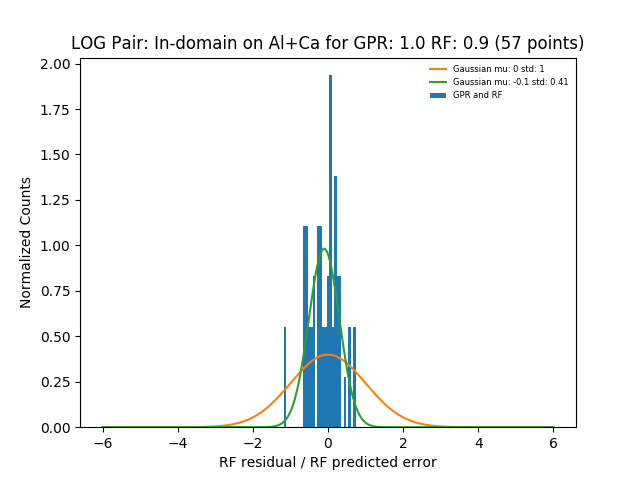 LOG Pair: In-domain on Al+Ca for GPR: 1.0 RF: 0.9 (57 points)
Gaussian mu: 0 std: 1
Gaussian mu: -0.1 std: 0.41
GPR and RF
Normalized Counts
2.00
1.75
1.50
1.25
1.00
0.75
0.50
0.25
0.00
−6
−4
−2
0
2
4
6
RF residual / RF predicted error